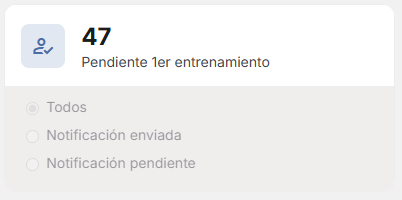 47
Pendiente 1er entrenamiento
Todos
Notificación enviada
Notificación pendiente